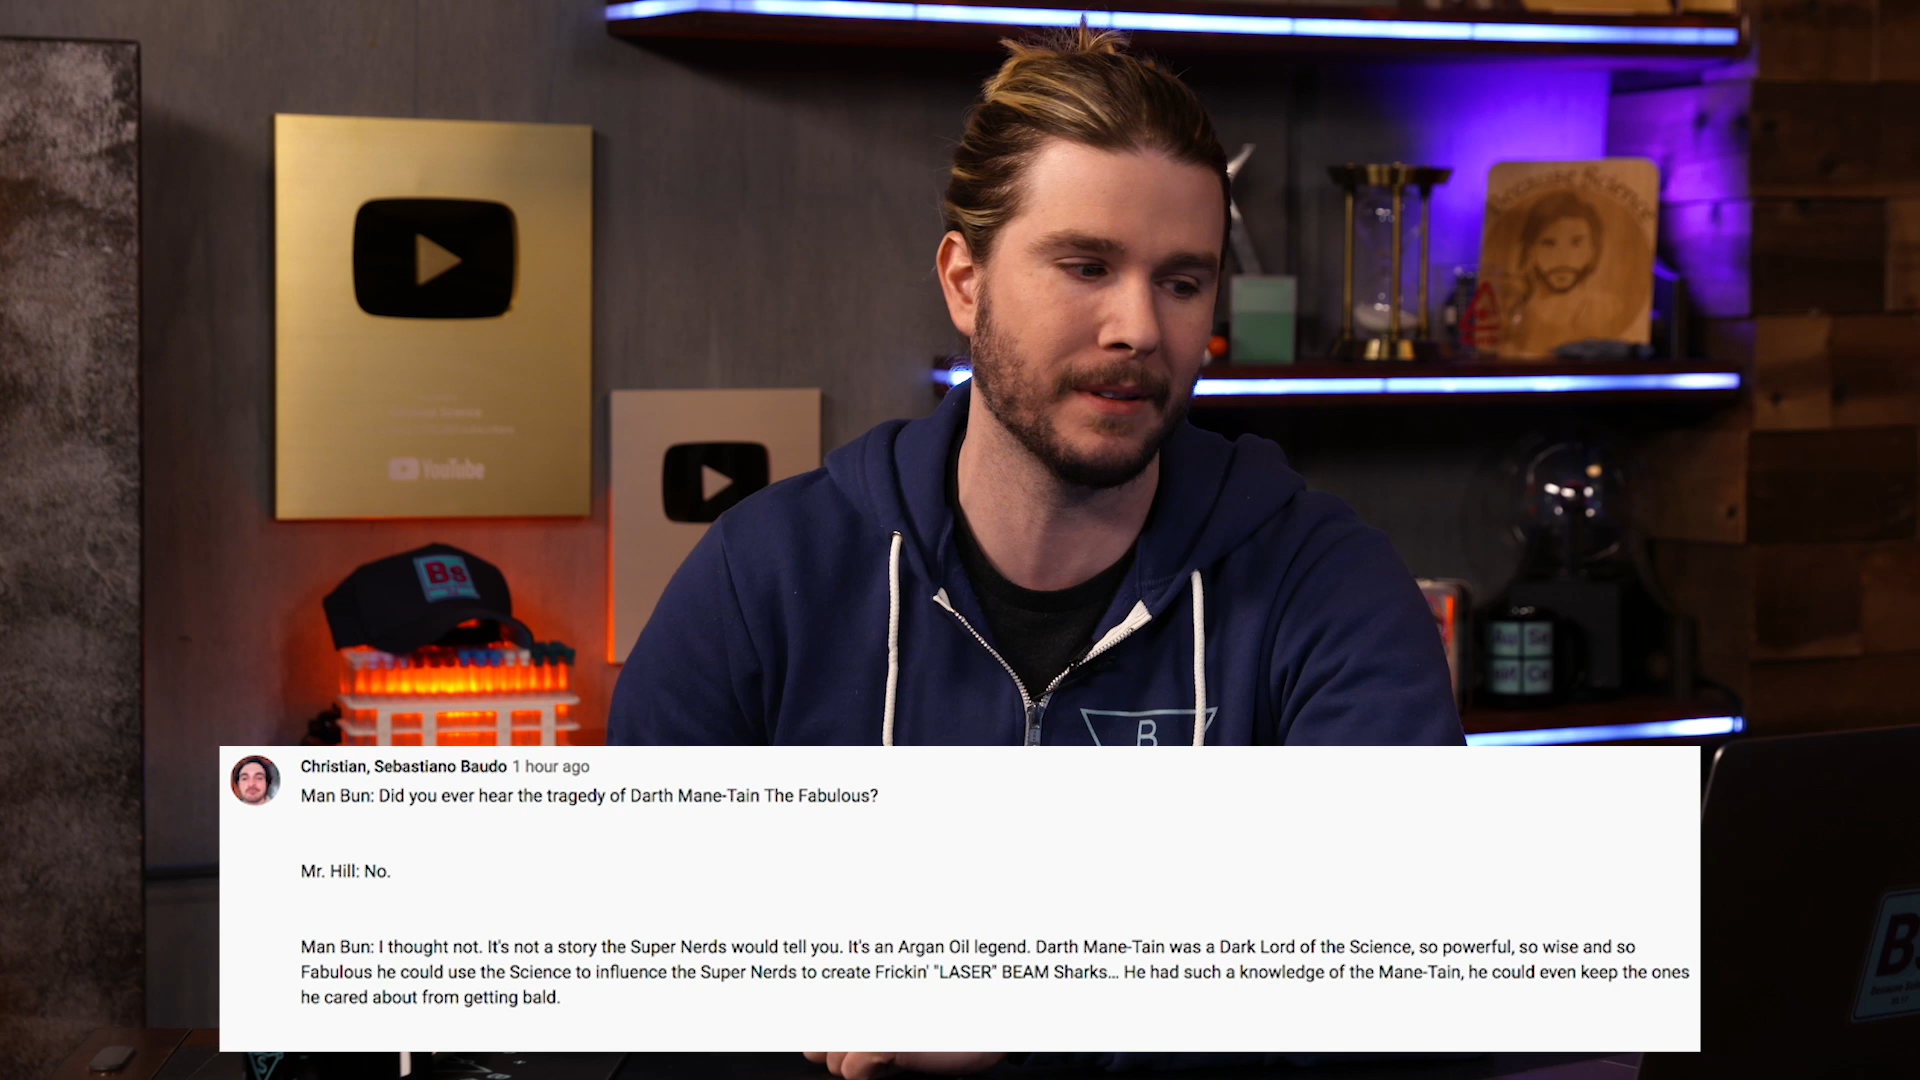 Because Science
YouTube
Because Science
Bs
B
Christian, Sebastiano Baudo 1 hour ago
Man Bun: Did you ever hear the tragedy of Darth Mane-Tain The Fabulous?
Mr. Hill: No.
Man Bun: I thought not. It's not a story the Super Nerds would tell you. It's an Argan Oil legend. Darth Mane-Tain was a Dark Lord of the Science, so powerful, so wise and so
Fabulous he could use the Science to influence the Super Nerds to create Frickin' "LASER" BEAM Sharks... He had such a knowledge of the Mane-Tain, he could even keep the ones
he cared about from getting bald.
Bs